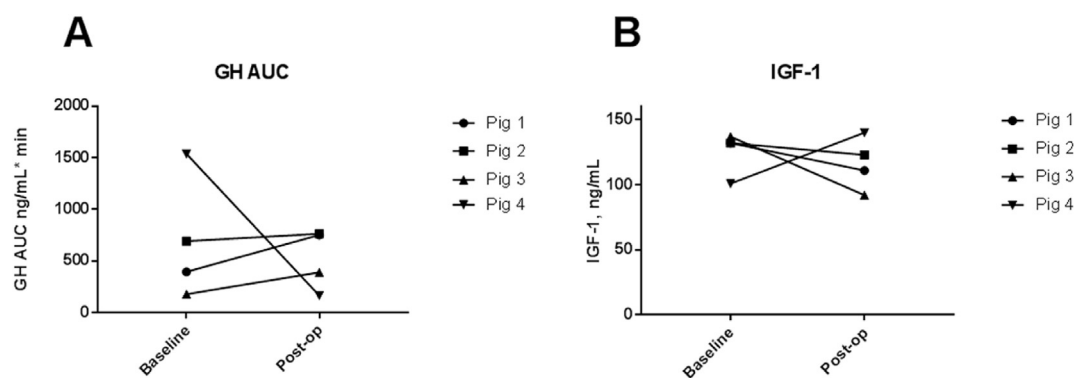 A
GH AUC
GH AUC ng/mL* min
2000
1500
1000
500
0
Baseline
Post-op
Pig 1
Pig 2
Pig 3
Pig 4
B
IGF-1
IGF-1, ng/mL
150
100
50
0
Baseline
Post-op
Pig 1
Pig 2
Pig 3
Pig 4